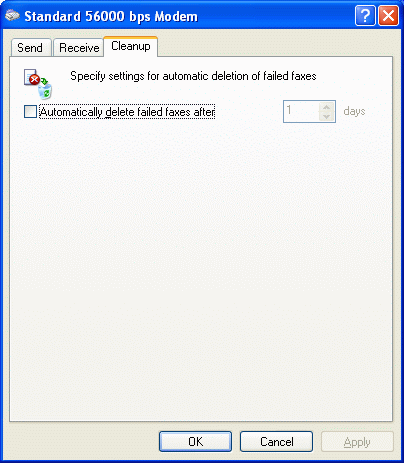 Standard 56000 bps Modem
?
Send Receive Cleanup
Specify settings for automatic deletion of failed faxes
Automatically delete failed faxes after 1 days
OK Cancel Apply